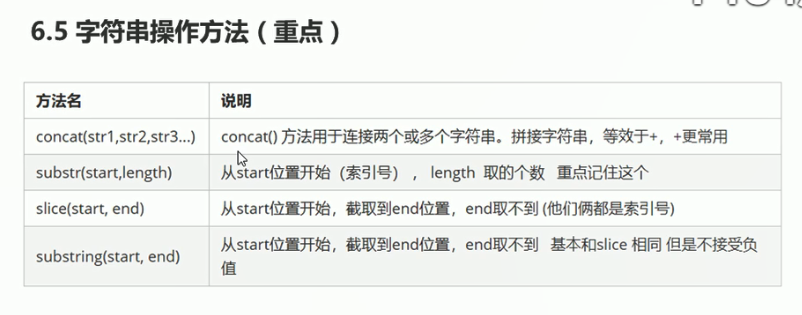 6.5 字符串操作方法（重点）
方法名 说明
concat(str1,str2,str3...) concat() 方法用于连接两个或多个字符串。拼接字符串，等效于+，+更常用
substr(start,length) 从start位置开始（索引号） ， length 取的个数 重点记住这个
slice(start, end) 从start位置开始，截取到end位置，end取不到 (他们俩都是索引号)
substring(start, end) 从start位置开始，截取到end位置，end取不到 基本和slice 相同 但是不接受负
值